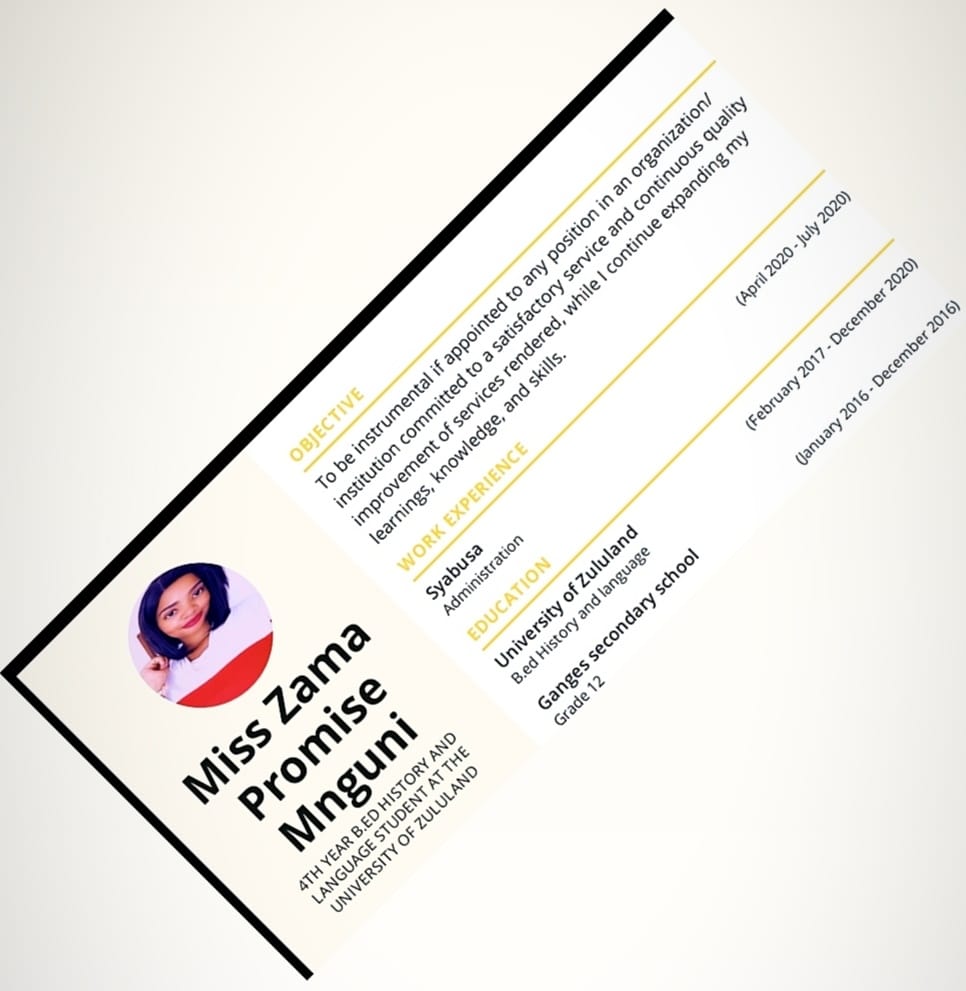 Miss Zama
Promise
Mnguni
4TH YEAR B.ED HISTORY AND
LANGUAGE STUDENT AT THE
UNIVERSITY OF ZULULAND
OBJECTIVE
To be instrumental if appointed to any position in an organization/
institution committed to a satisfactory service and continuous quality
improvement of services rendered, while I continue expanding my
learnings, knowledge, and skills.
WORK EXPERIENCE
Syabusa (April 2020 - July 2020)
Administration
EDUCATION
University of Zululand (February 2017 - December 2020)
B.ed History and language
Ganges secondary school (January 2016 - December 2016)
Grade 12